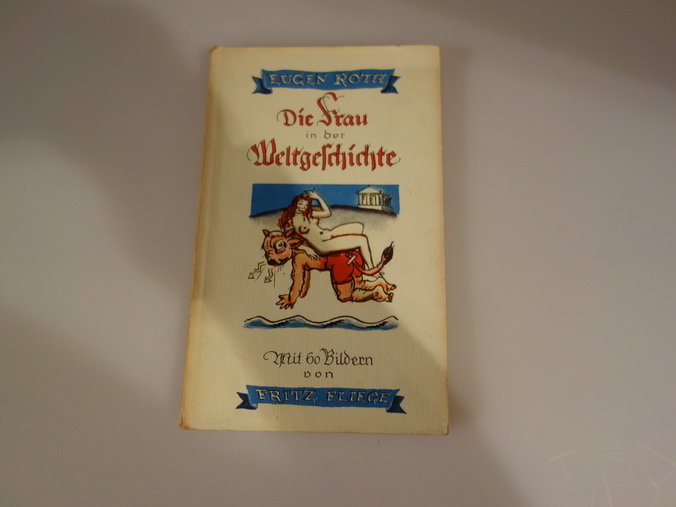 EUGEN ROTH
Die Frau
in der
Weltgeschichte
Mit 60 Bildern
von
FRITZ FLIEGE